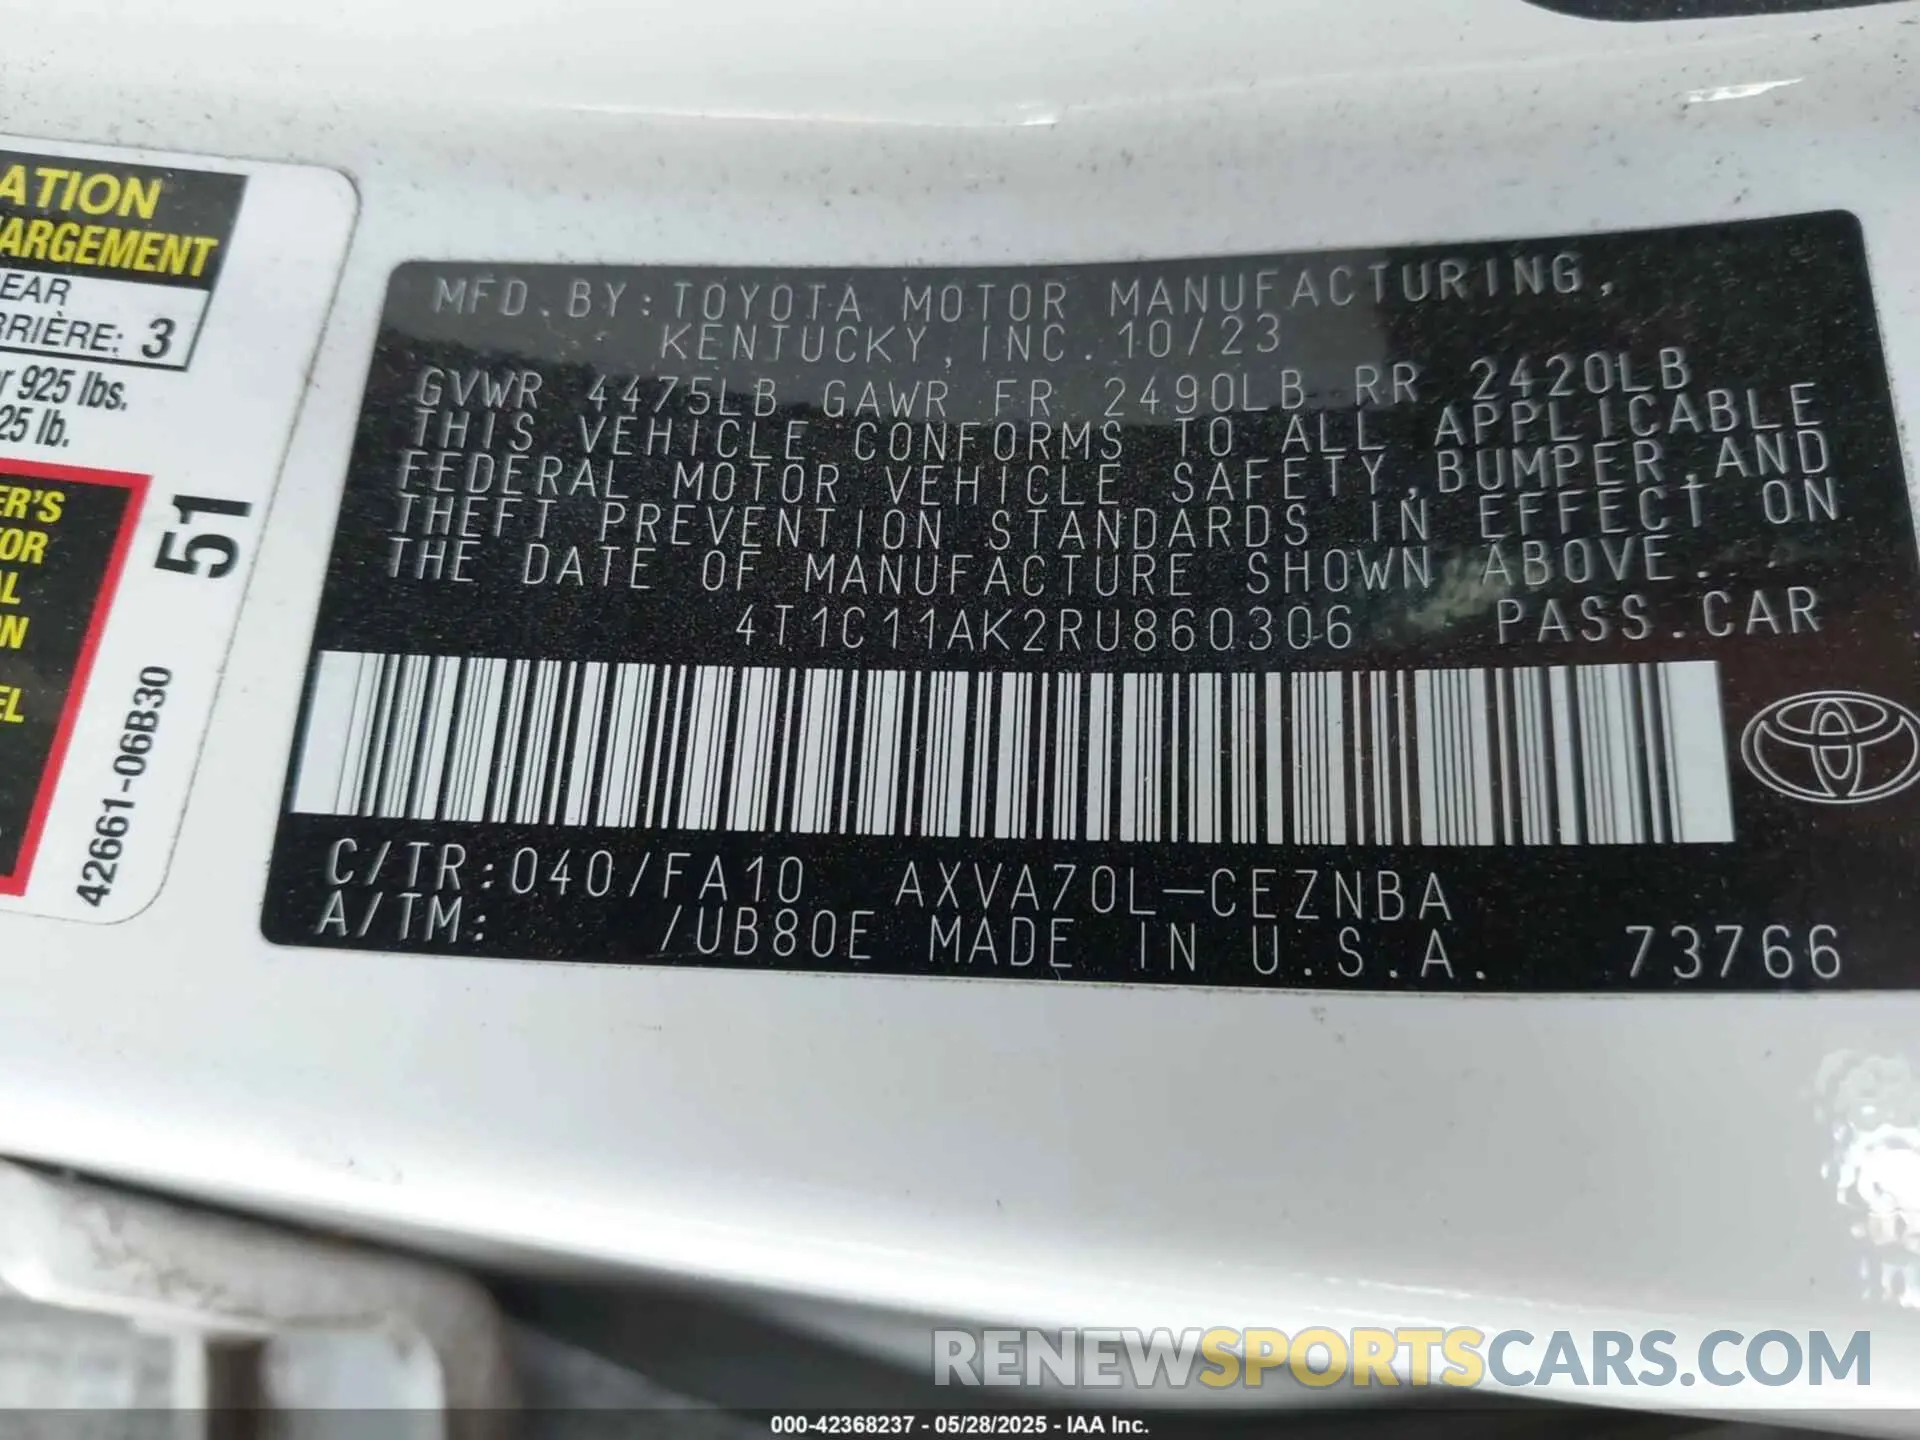 ATION
ARGEMENT
EAR
RRIÈRE: 3
r 925 lbs.
25 lb.
ER'S
TOR
AL
ON
EL
51
42661-06B30
MFD.BY:TOYOTA MOTOR MANUFACTURING,
KENTUCKY,INC.10/23
GVWR 4475LB GAWR FR 2490LB RR 2420LB
THIS VEHICLE CONFORMS TO ALL APPLICABLE
FEDERAL MOTOR VEHICLE SAFETY,BUMPER,AND
THEFT PREVENTION STANDARDS IN EFFECT ON
THE DATE OF MANUFACTURE SHOWN ABOVE.
4T1C11AK2RU860306 PASS.CAR
C/TR:040/FA10 AXVA70L-CEZNBA
A/TM: /UB80E MADE IN U.S.A. 73766
RENEWSPORTSCARS.COM
000-42368237 - 05/28/2025 - IAA Inc.